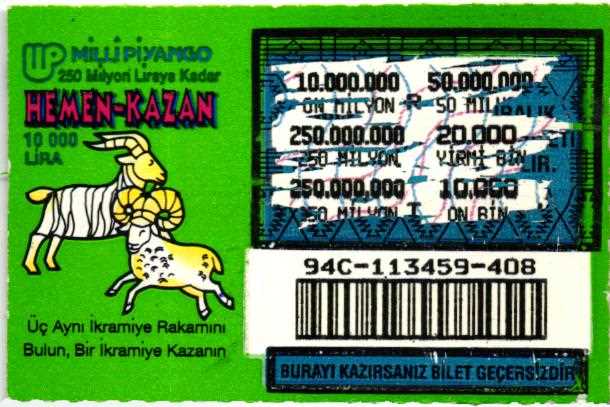 MİLLİ PİYANGO
250 Milyon Liraya Kadar
HEMEN-KAZAN
10 000
LİRA
Üç Aynı İkramiye Rakamını
Bulun, Bir İkramiye Kazanın
10.000.000 50.000.000
ON MİLYON R 50 MİL
250.000.000 20.000
250 MİLYON YİRMİ BİN
250.000.000 10.000
250 MİLYON T ON BİN
94C-113459-408
BURAYI KAZIRSANIZ BİLET GEÇERSİZDİR